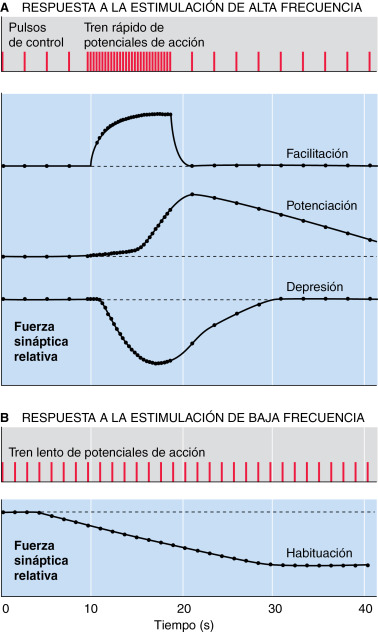 A RESPUESTA A LA ESTIMULACIÓN DE ALTA FRECUENCIA
Pulsos
de control
Tren rápido de
potenciales de acción
Facilitación
Potenciación
Depresión
Fuerza
sináptica
relativa
B RESPUESTA A LA ESTIMULACIÓN DE BAJA FRECUENCIA
Tren lento de potenciales de acción
Fuerza
sináptica
relativa
Habituación
0 10 20 30 40
Tiempo (s)